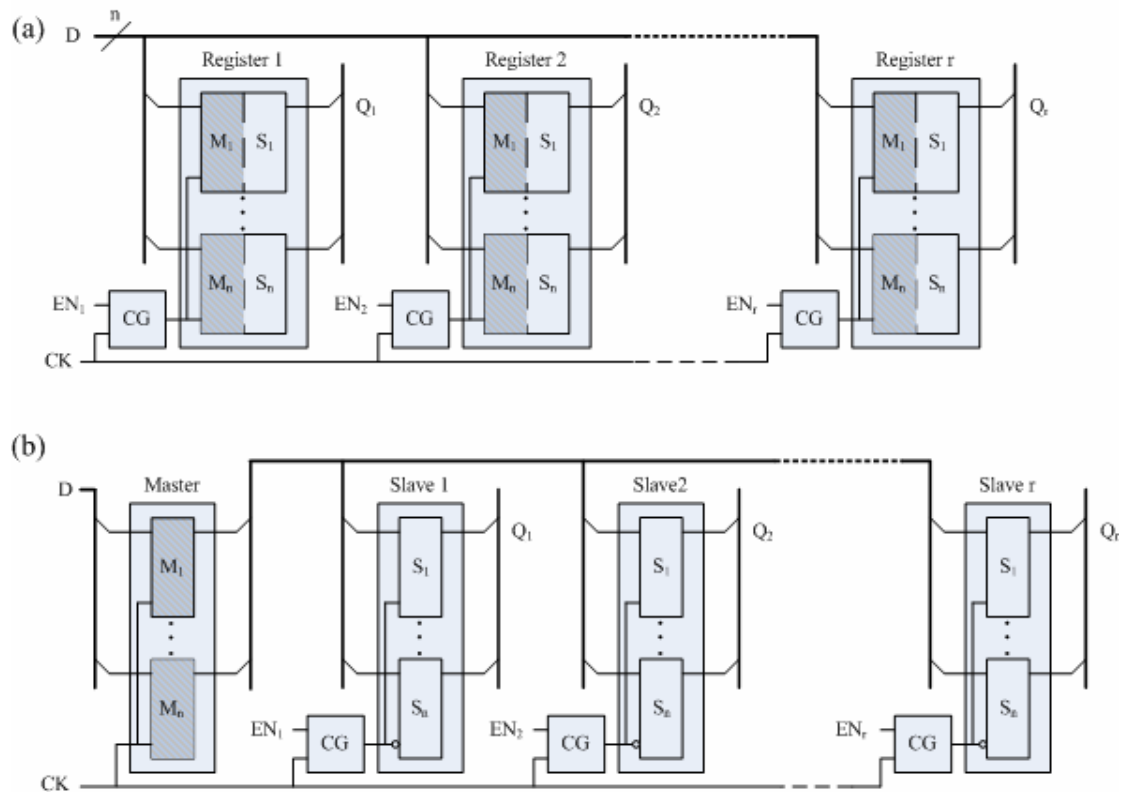 (a)
n
D
Register 1
Register 2
Register r
M1 S1
Q1
M1 S1
Q2
M1 S1
Qr
Mn Sn
Mn Sn
Mn Sn
EN1
CG
EN2
CG
ENr
CG
CK
(b)
D
Master
Slave 1
Slave2
Slave r
M1
S1
Q1
S1
Q2
S1
Qr
Mn
Sn
Sn
Sn
EN1
CG
EN2
CG
ENr
CG
CK